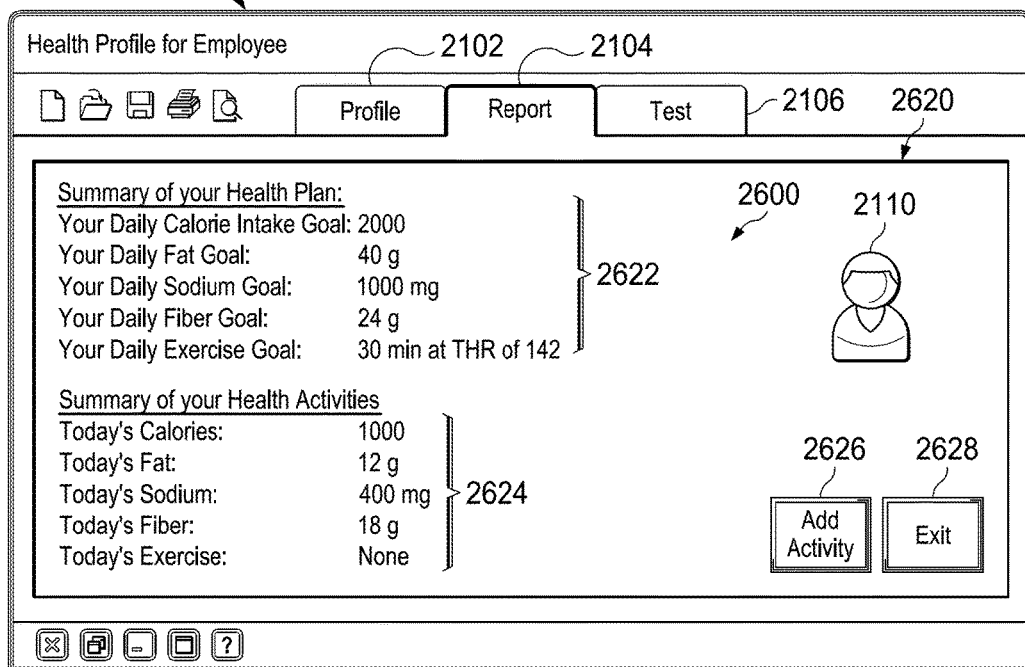 Health Profile for Employee
2102
2104
Profile
Report
Test
2106
2620
Summary of your Health Plan:
Your Daily Calorie Intake Goal: 2000
Your Daily Fat Goal: 40 g
Your Daily Sodium Goal: 1000 mg
Your Daily Fiber Goal: 24 g
Your Daily Exercise Goal: 30 min at THR of 142
2622
2600
2110
Summary of your Health Activities
Today's Calories: 1000
Today's Fat: 12 g
Today's Sodium: 400 mg
Today's Fiber: 18 g
Today's Exercise: None
2624
2626
2628
Add
Activity
Exit
?